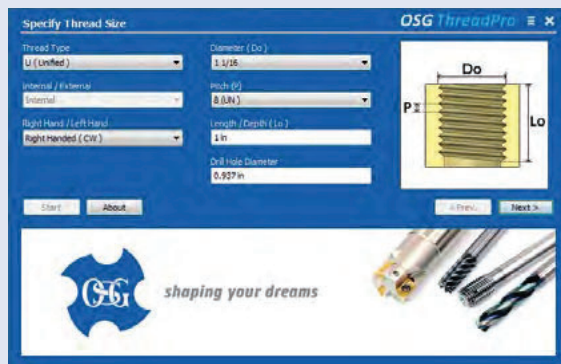 Specify Thread Size
OSG ThreadPro
Thread Type
U ( Unified )
Internal / External
Internal
Right Hand / Left Hand
Right Handed ( CW )
Diameter ( Do )
1 1/16
Pitch (P)
8 (UN)
Length / Depth ( Lo )
1 in
Drill Hole Diameter
0.937 in
Do
P
Lo
Start
About
< Prev.
Next >
OSG
shaping your dreams